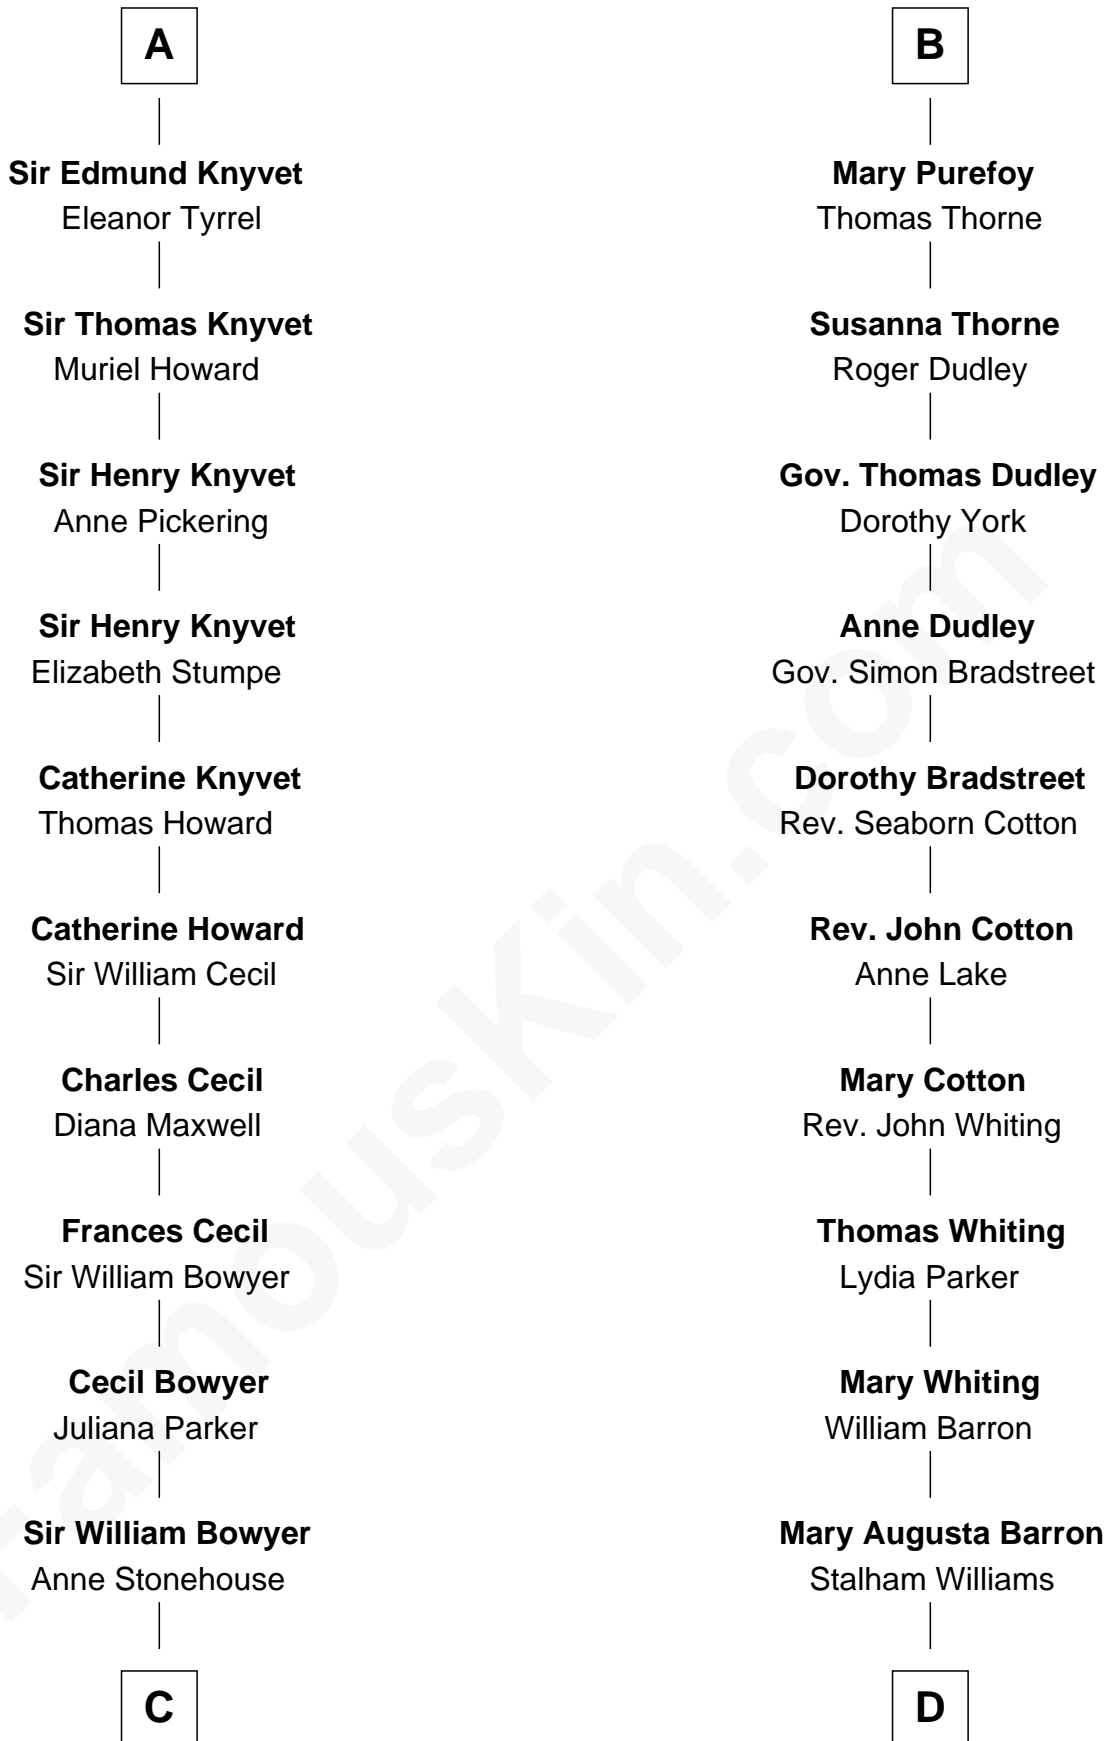 A
Sir Edmund Knyvet
Eleanor Tyrrel
Sir Thomas Knyvet
Muriel Howard
Sir Henry Knyvet
Anne Pickering
Sir Henry Knyvet
Elizabeth Stumpe
Catherine Knyvet
Thomas Howard
Catherine Howard
Sir William Cecil
Charles Cecil
Diana Maxwell
Frances Cecil
Sir William Bowyer
Cecil Bowyer
Juliana Parker
Sir William Bowyer
Anne Stonehouse
C
B
Mary Purefoy
Thomas Thorne
Susanna Thorne
Roger Dudley
Gov. Thomas Dudley
Dorothy York
Anne Dudley
Gov. Simon Bradstreet
Dorothy Bradstreet
Rev. Seaborn Cotton
Rev. John Cotton
Anne Lake
Mary Cotton
Rev. John Whiting
Thomas Whiting
Lydia Parker
Mary Whiting
William Barron
Mary Augusta Barron
Stalham Williams
D
FamousKin.com